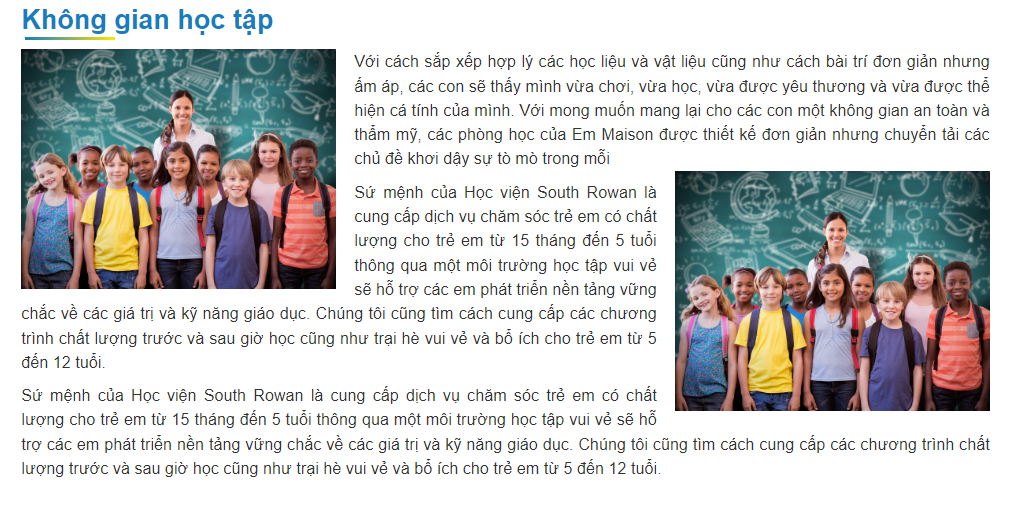 Không gian học tập
Với cách sắp xếp hợp lý các học liệu và vật liệu cũng như cách bài trí đơn giản nhưng
ấm áp, các con sẽ thấy mình vừa chơi, vừa học, vừa được yêu thương và vừa được thể
hiện cá tính của mình. Với mong muốn mang lại cho các con một không gian an toàn và
thẩm mỹ, các phòng học của Em Maison được thiết kế đơn giản nhưng chuyển tải các
chủ đề khơi dậy sự tò mò trong mỗi
Sứ mệnh của Học viện South Rowan là
cung cấp dịch vụ chăm sóc trẻ em có chất
lượng cho trẻ em từ 15 tháng đến 5 tuổi
thông qua một môi trường học tập vui vẻ
sẽ hỗ trợ các em phát triển nền tảng vững
chắc về các giá trị và kỹ năng giáo dục. Chúng tôi cũng tìm cách cung cấp các chương
trình chất lượng trước và sau giờ học cũng như trại hè vui vẻ và bổ ích cho trẻ em từ 5
đến 12 tuổi.
Sứ mệnh của Học viện South Rowan là cung cấp dịch vụ chăm sóc trẻ em có chất
lượng cho trẻ em từ 15 tháng đến 5 tuổi thông qua một môi trường học tập vui vẻ sẽ hỗ
trợ các em phát triển nền tảng vững chắc về các giá trị và kỹ năng giáo dục. Chúng tôi cũng tìm cách cung cấp các chương trình chất
lượng trước và sau giờ học cũng như trại hè vui vẻ và bổ ích cho trẻ em từ 5 đến 12 tuổi.